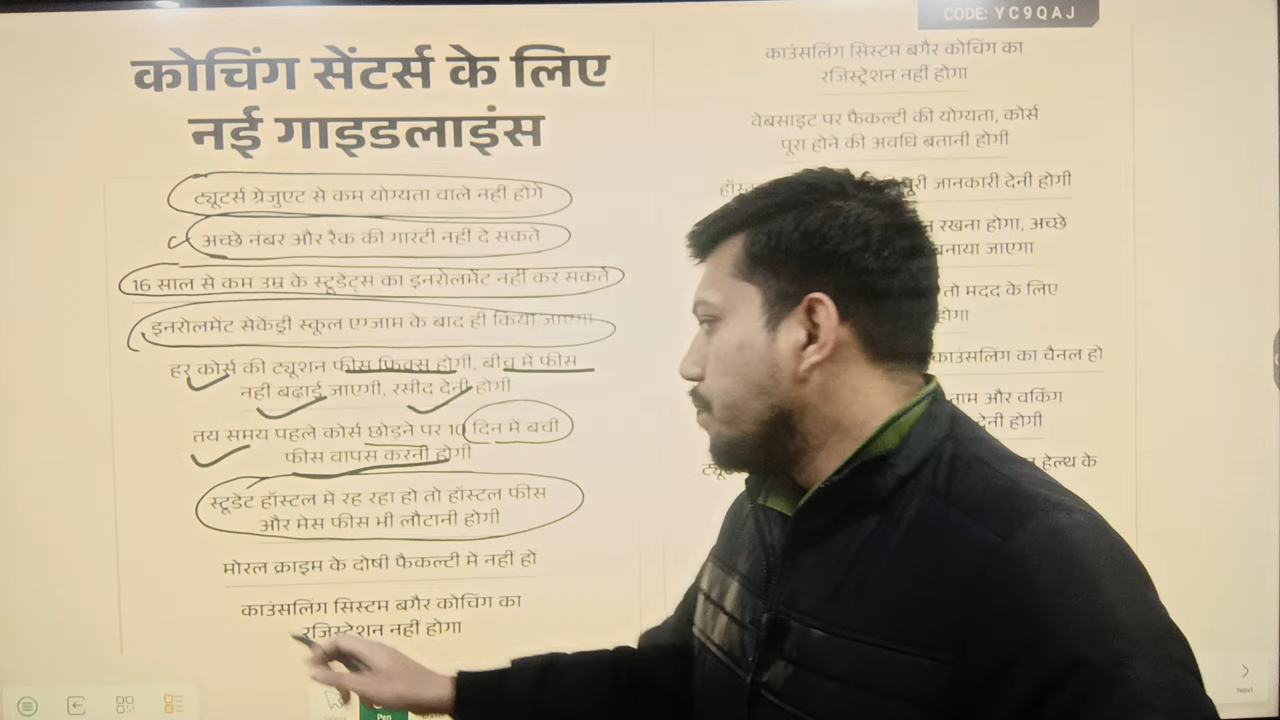 CODE: YC9QAJ
कोचिंग सेंटर्स के लिए
नई गाइडलाइंस
ट्यूटर्स ग्रेजुएट से कम योग्यता वाले नहीं होंगे
अच्छे नंबर और रैंक की गारंटी नहीं दे सकते
16 साल से कम उम्र के स्टूडेंट्स का इनरोलमेंट नहीं कर सकते
इनरोलमेंट सेकेंड्री स्कूल एग्जाम के बाद ही किया जाएगा
हर कोर्स की ट्यूशन फीस फिक्स होगी, बीच में फीस
नहीं बढ़ाई जाएगी, रसीद देनी होगी
तय समय पहले कोर्स छोड़ने पर 10 दिन में बची
फीस वापस करनी होगी
स्टूडेंट हॉस्टल में रह रहा हो तो हॉस्टल फीस
और मेस फीस भी लौटानी होगी
मोरल क्राइम के दोषी फैकल्टी में नहीं हो
काउंसलिंग सिस्टम बगैर कोचिंग का
रजिस्टेशन नहीं होगा
काउंसलिंग सिस्टम बगैर कोचिंग का
रजिस्ट्रेशन नहीं होगा
वेबसाइट पर फैकल्टी की योग्यता, कोर्स
पूरा होने की अवधि बतानी होगी
पूरी जानकारी देनी होगी
रखना होगा, अच्छे
बनाया जाएगा
तो मदद के लिए
होगा
काउंसलिंग का चैनल हो
नाम और वर्किंग
देनी होगी
हेल्थ के
Pen
Next